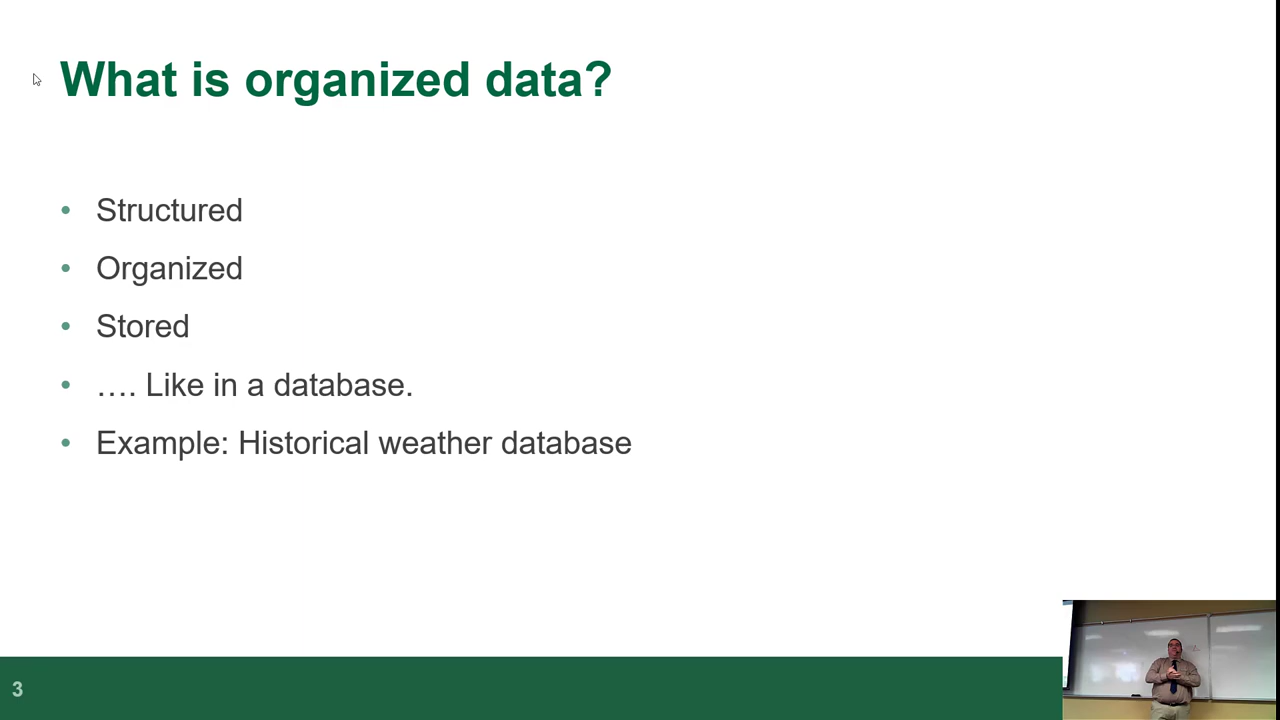 What is organized data?
• Structured
• Organized
• Stored
• …. Like in a database.
• Example: Historical weather database
3